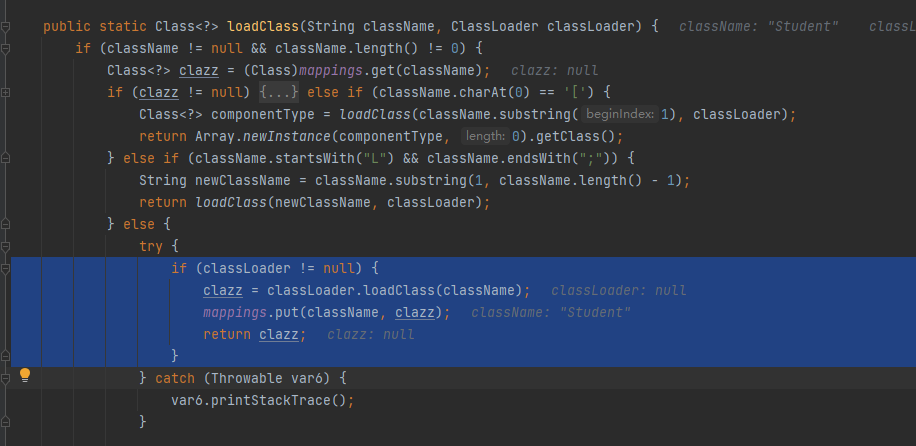 public static Class<?> loadClass(String className, ClassLoader classLoader) { className: "Student" classL
if (className != null && className.length() != 0) {
Class<?> clazz = (Class)mappings.get(className); clazz: null
if (clazz != null) {...} else if (className.charAt(0) == '[') {
Class<?> componentType = loadClass(className.substring( beginIndex: 1), classLoader);
return Array.newInstance(componentType, length: 0).getClass();
} else if (className.startsWith("L") && className.endsWith(";")) {
String newClassName = className.substring(1, className.length() - 1);
return loadClass(newClassName, classLoader);
} else {
try {
if (classLoader != null) {
clazz = classLoader.loadClass(className); classLoader: null
mappings.put(className, clazz); className: "Student"
return clazz; clazz: null
}
} catch (Throwable var6) {
var6.printStackTrace();
}